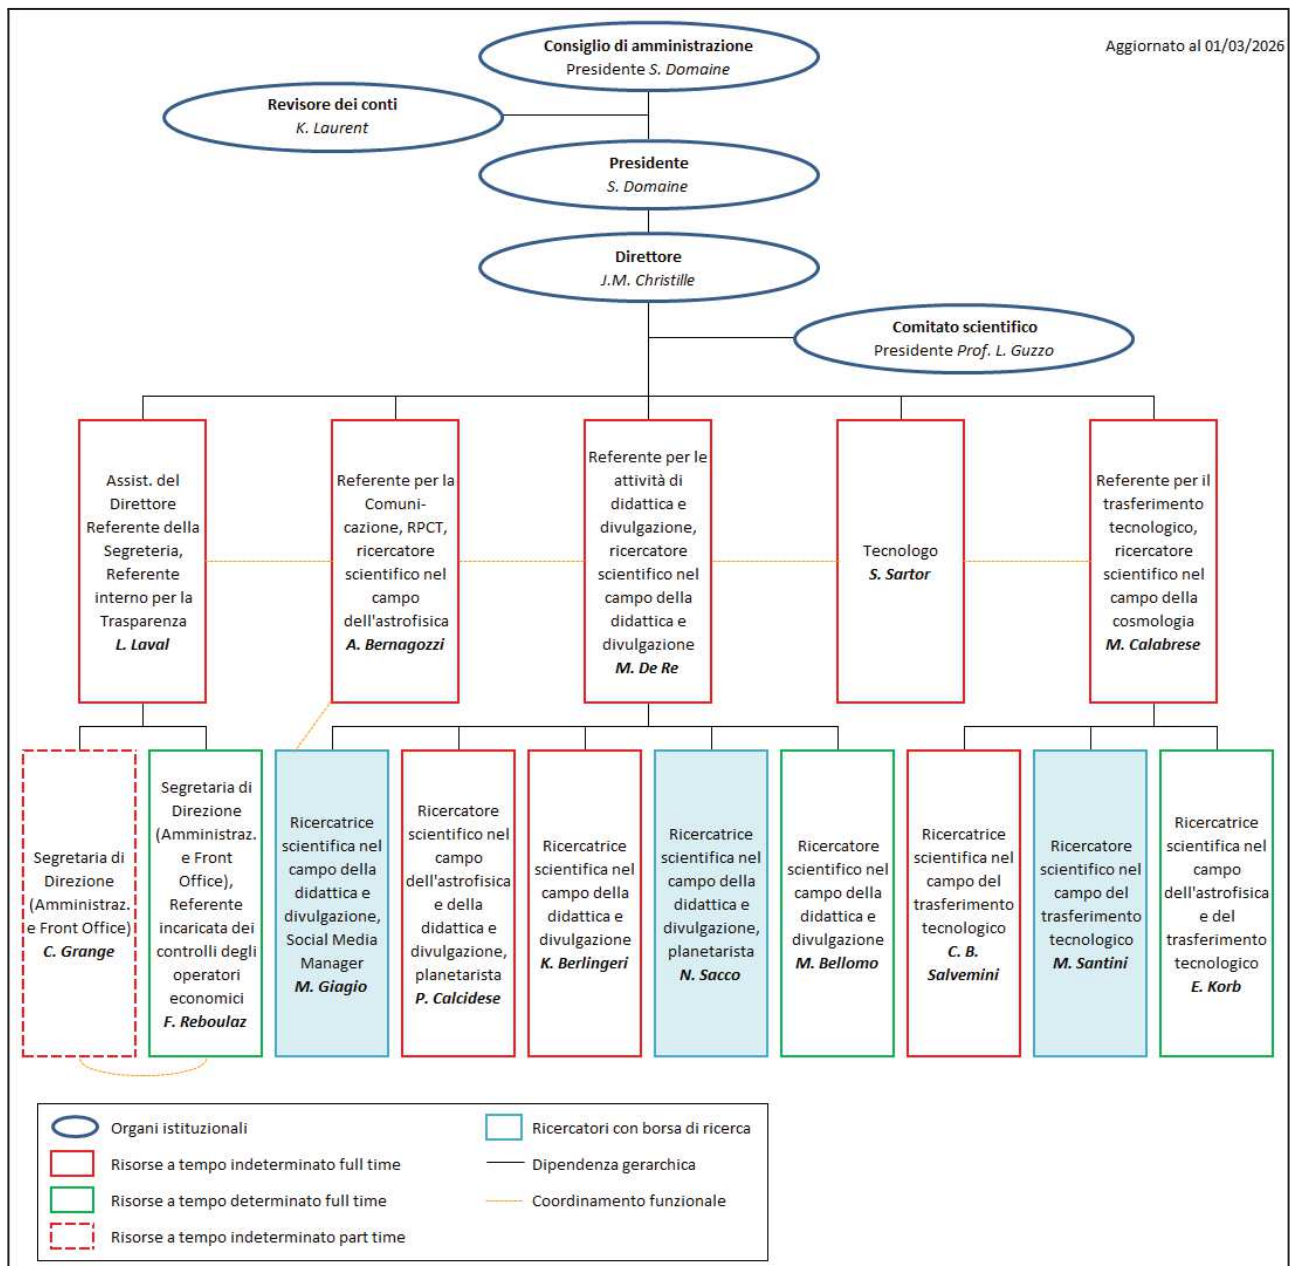 Consiglio di amministrazione
Presidente S. Domaine
Aggiornato al 01/03/2026
Revisore dei conti
K. Laurent
Presidente
S. Domaine
Direttore
J.M. Christille
Comitato scientifico
Presidente Prof. L. Guzzo
Assist. del
Direttore
Referente della
Segreteria,
Referente
interno per la
Trasparenza
L. Laval
Referente per la
Comuni-
cazione, RPCT,
ricercatore
scientifico nel
campo
dell'astrofisica
A. Bernagozzi
Referente per le
attività di
didattica e
divulgazione,
ricercatore
scientifico nel
campo della
didattica e
divulgazione
M. De Re
Tecnologo
S. Sartor
Referente per il
trasferimento
tecnologico,
ricercatore
scientifico nel
campo della
cosmologia
M. Calabrese
Segretaria di
Direzione
(Amministraz.
e Front Office)
C. Grange
Segretaria di
Direzione
(Amministraz.
e Front
Office),
Referente
incaricata dei
controlli degli
operatori
economici
F. Reboulaz
Ricercatrice
scientifica nel
campo della
didattica e
divulgazione,
Social Media
Manager
M. Giagio
Ricercatore
scientifico nel
campo
dell'astrofisica
e della
didattica e
divulgazione,
planetarista
P. Calcidese
Ricercatrice
scientifica nel
campo della
didattica e
divulgazione
K. Berlingeri
Ricercatrice
scientifica nel
campo della
didattica e
divulgazione,
planetarista
N. Sacco
Ricercatore
scientifico nel
campo della
didattica e
divulgazione
M. Bellomo
Ricercatrice
scientifica nel
campo del
trasferimento
tecnologico
C. B.
Salvemini
Ricercatore
scientifico nel
campo del
trasferimento
tecnologico
M. Santini
Ricercatrice
scientifica nel
campo
dell'astrofisica
e del
trasferimento
tecnologico
E. Korb
Organi istituzionali
Risorse a tempo indeterminato full time
Risorse a tempo determinato full time
Risorse a tempo indeterminato part time
Ricercatori con borsa di ricerca
Dipendenza gerarchica
Coordinamento funzionale